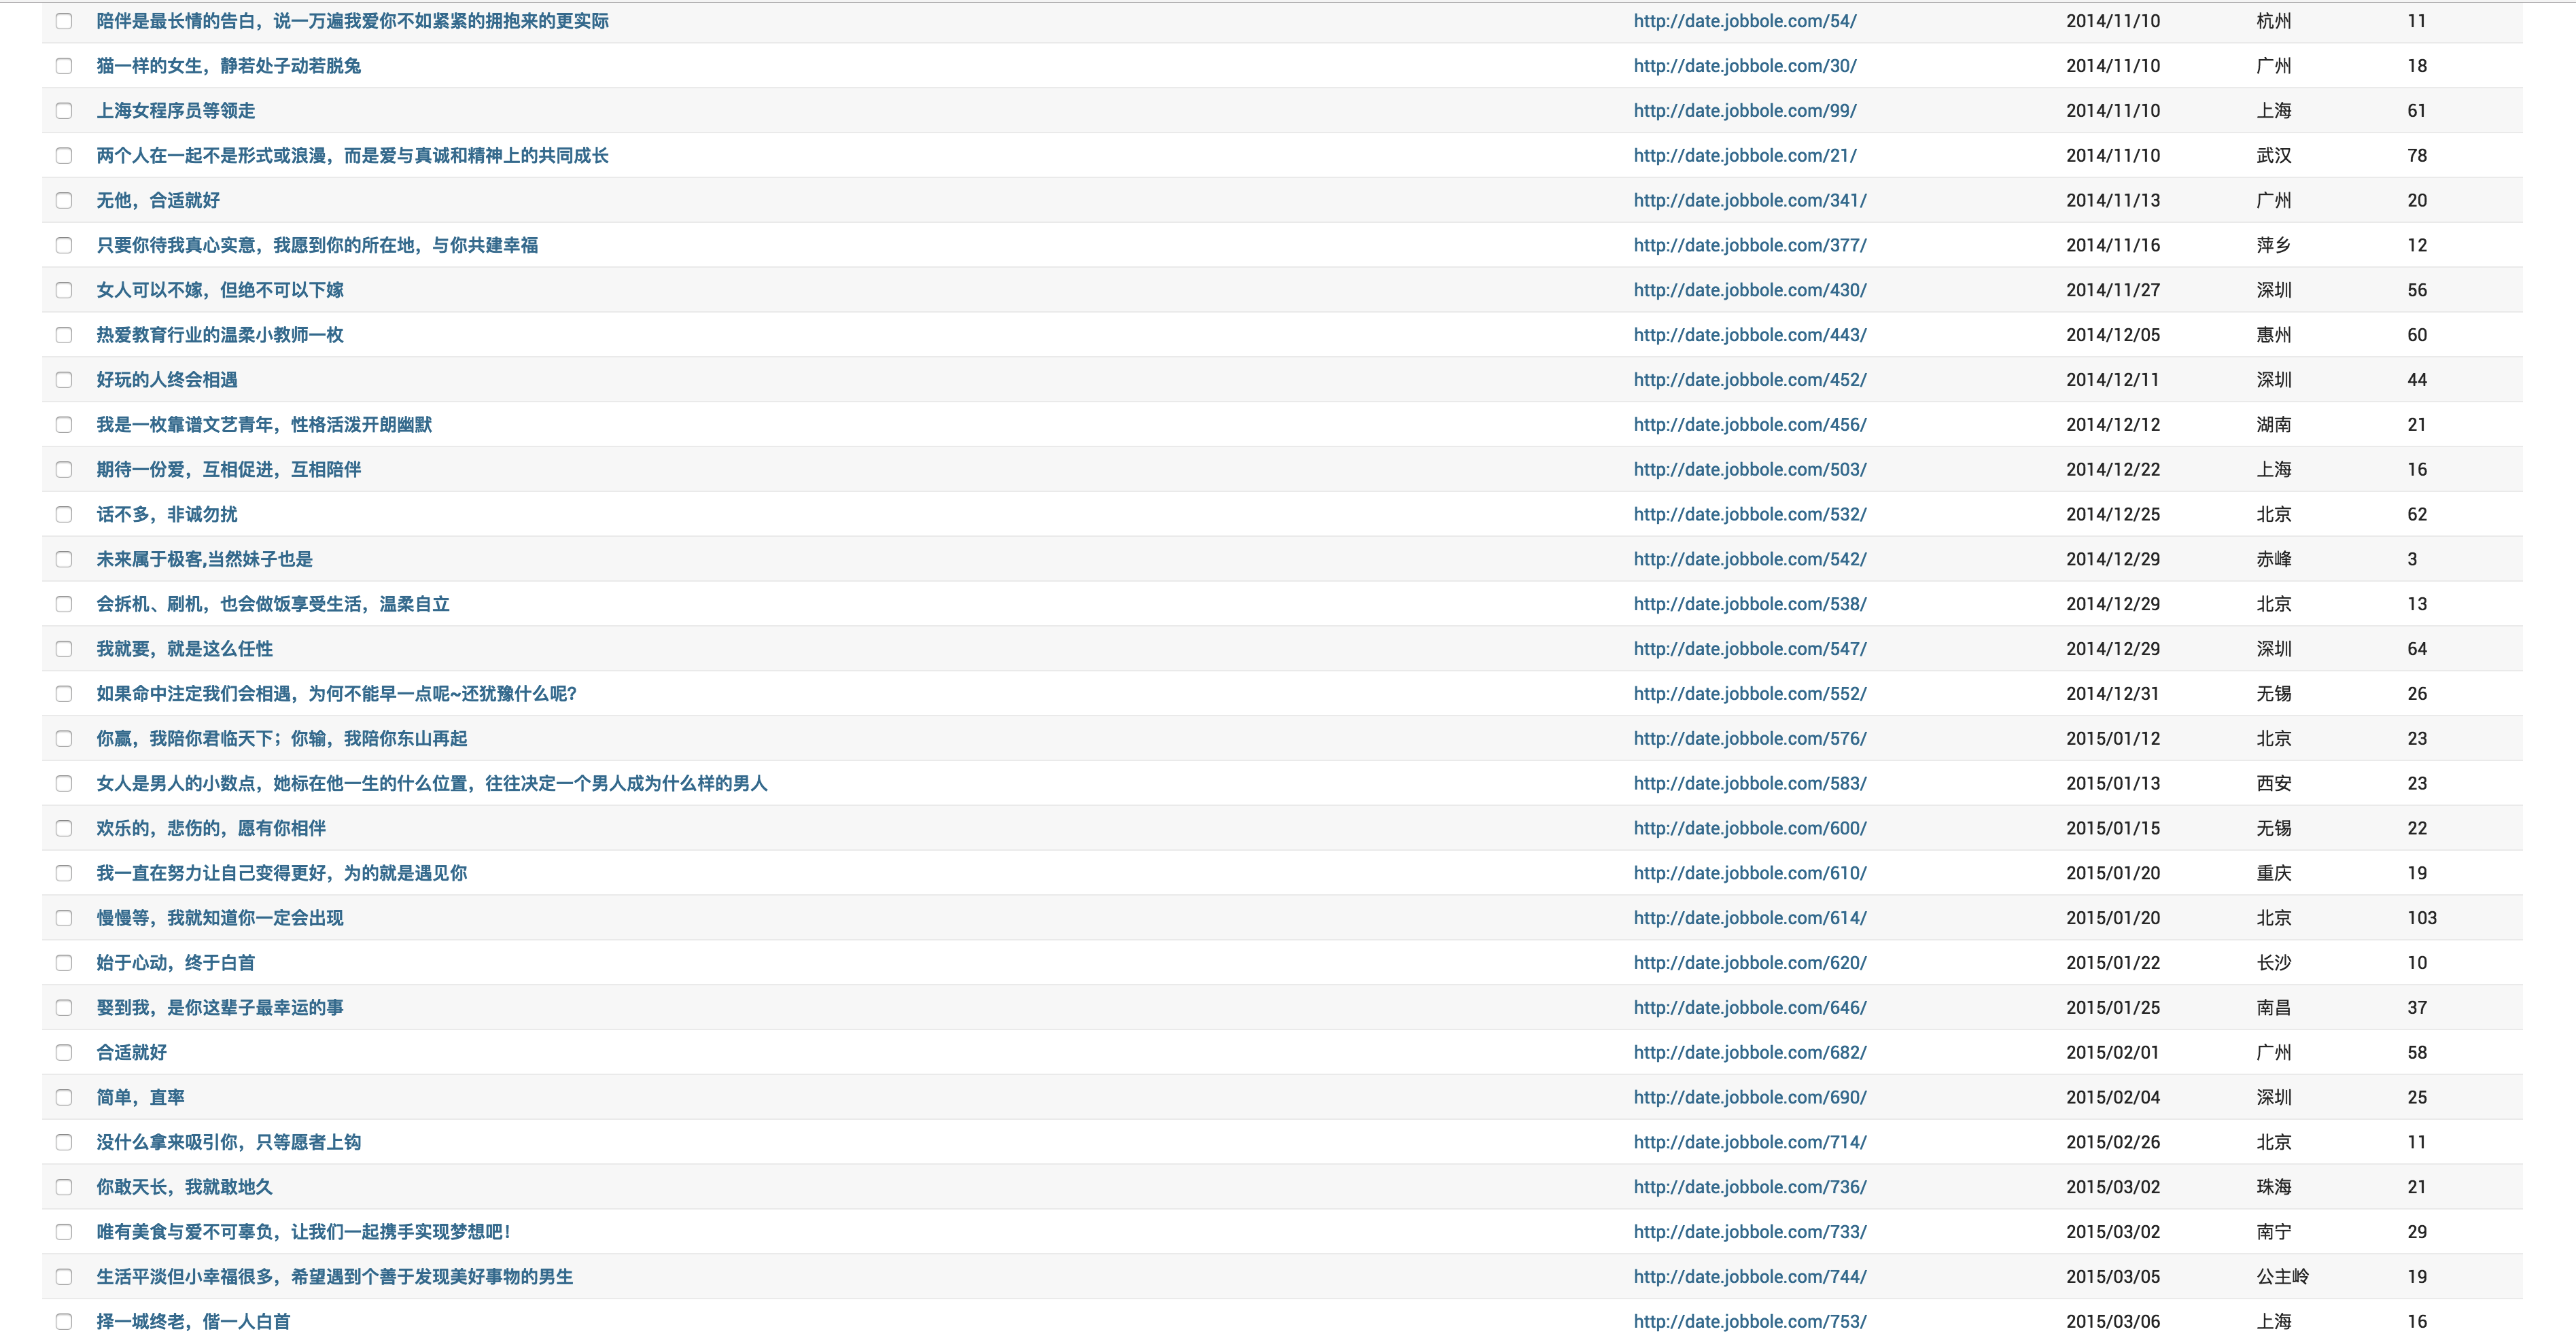 陪伴是最长情的告白，说一万遍我爱你不如紧紧的拥抱来的更实际 http://date.jobbole.com/54/ 2014/11/10 杭州 11
猫一样的女生，静若处子动若脱兔 http://date.jobbole.com/30/ 2014/11/10 广州 18
上海女程序员等领走 http://date.jobbole.com/99/ 2014/11/10 上海 61
两个人在一起不是形式或浪漫，而是爱与真诚和精神上的共同成长 http://date.jobbole.com/21/ 2014/11/10 武汉 78
无他，合适就好 http://date.jobbole.com/341/ 2014/11/13 广州 20
只要你待我真心实意，我愿到你的所在地，与你共建幸福 http://date.jobbole.com/377/ 2014/11/16 萍乡 12
女人可以不嫁，但绝不可以下嫁 http://date.jobbole.com/430/ 2014/11/27 深圳 56
热爱教育行业的温柔小教师一枚 http://date.jobbole.com/443/ 2014/12/05 惠州 60
好玩的人终会相遇 http://date.jobbole.com/452/ 2014/12/11 深圳 44
我是一枚靠谱文艺青年，性格活泼开朗幽默 http://date.jobbole.com/456/ 2014/12/12 湖南 21
期待一份爱，互相促进，互相陪伴 http://date.jobbole.com/503/ 2014/12/22 上海 16
话不多，非诚勿扰 http://date.jobbole.com/532/ 2014/12/25 北京 62
未来属于极客,当然妹子也是 http://date.jobbole.com/542/ 2014/12/29 赤峰 3
会拆机、刷机，也会做饭享受生活，温柔自立 http://date.jobbole.com/538/ 2014/12/29 北京 13
我就要，就是这么任性 http://date.jobbole.com/547/ 2014/12/29 深圳 64
如果命中注定我们会相遇，为何不能早一点呢~还犹豫什么呢? http://date.jobbole.com/552/ 2014/12/31 无锡 26
你赢，我陪你君临天下；你输，我陪你东山再起 http://date.jobbole.com/576/ 2015/01/12 北京 23
女人是男人的小数点，她标在他一生的什么位置，往往决定一个男人成为什么样的男人 http://date.jobbole.com/583/ 2015/01/13 西安 23
欢乐的，悲伤的，愿有你相伴 http://date.jobbole.com/600/ 2015/01/15 无锡 22
我一直在努力让自己变得更好，为的就是遇见你 http://date.jobbole.com/610/ 2015/01/20 重庆 19
慢慢等，我就知道你一定会出现 http://date.jobbole.com/614/ 2015/01/20 北京 103
始于心动，终于白首 http://date.jobbole.com/620/ 2015/01/22 长沙 10
娶到我，是你这辈子最幸运的事 http://date.jobbole.com/646/ 2015/01/25 南昌 37
合适就好 http://date.jobbole.com/682/ 2015/02/01 广州 58
简单，直率 http://date.jobbole.com/690/ 2015/02/04 深圳 25
没什么拿来吸引你，只等愿者上钩 http://date.jobbole.com/714/ 2015/02/26 北京 11
你敢天长，我就敢地久 http://date.jobbole.com/736/ 2015/03/02 珠海 21
唯有美食与爱不可辜负，让我们一起携手实现梦想吧！ http://date.jobbole.com/733/ 2015/03/02 南宁 29
生活平淡但小幸福很多，希望遇到个善于发现美好事物的男生 http://date.jobbole.com/744/ 2015/03/05 公主岭 19
择一城终老，偕一人白首 http://date.jobbole.com/753/ 2015/03/06 上海 16